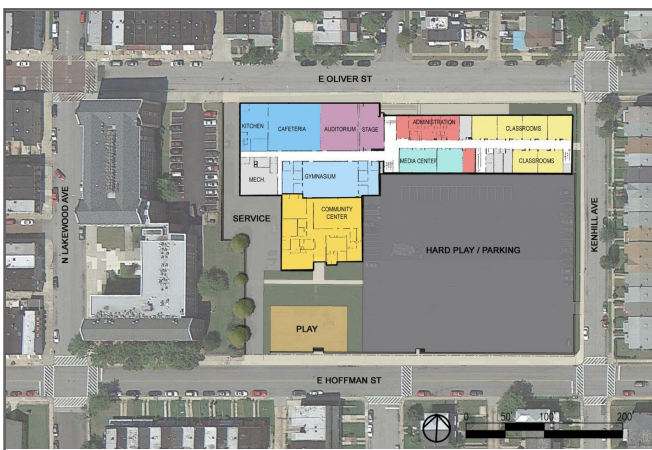 E OLIVER ST
KITCHEN
CAFETERIA
AUDITORIUM
STAGE
ADMINISTRATION
CLASSROOMS
MECH.
GYMNASIUM
MEDIA CENTER
CLASSROOMS
N LAKEWOOD AVE
SERVICE
COMMUNITY
CENTER
HARD PLAY / PARKING
KENHILL AVE
PLAY
E HOFFMAN ST
0 50' 100' 200'